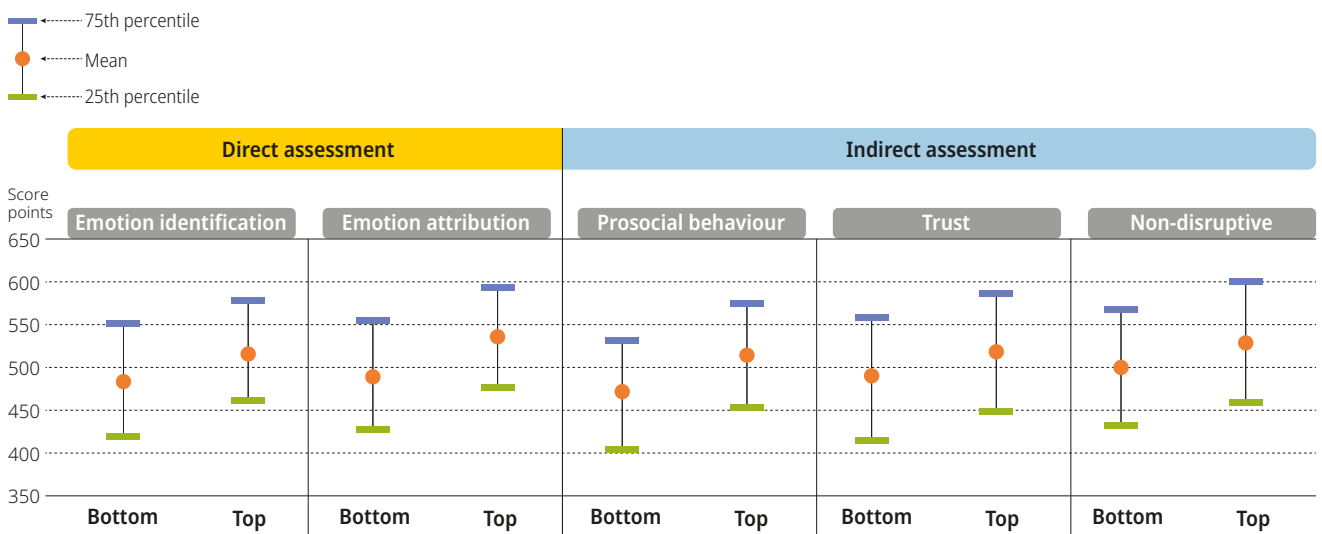 75th percentile
Mean
25th percentile
Direct assessment
Indirect assessment
Score
points
Emotion identification
Emotion attribution
Prosocial behaviour
Trust
Non-disruptive
650
600
550
500
450
400
350
Bottom
Top
Bottom
Top
Bottom
Top
Bottom
Top
Bottom
Top